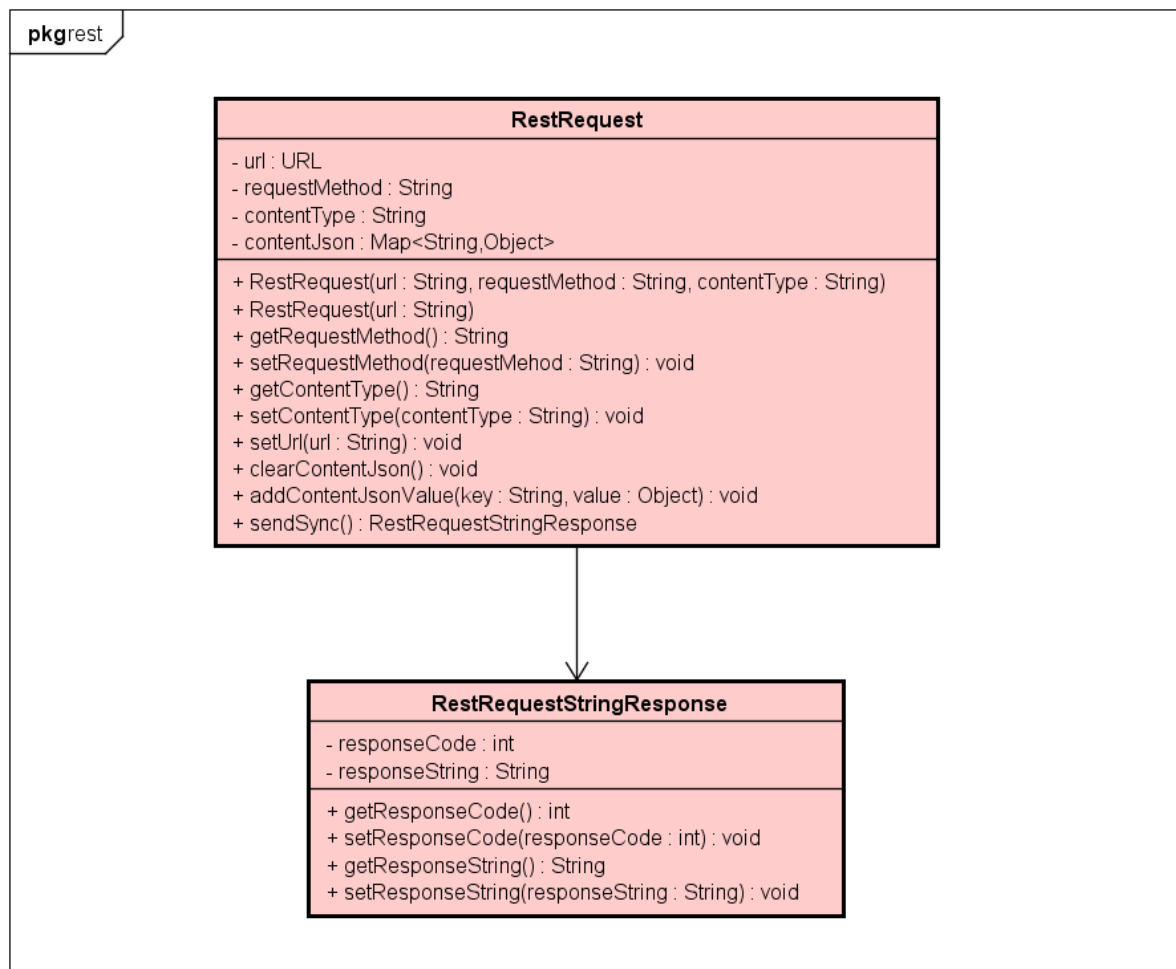 pkgrest
RestRequest
- url : URL
- requestMethod : String
- contentType : String
- contentJson : Map<String,Object>
+ RestRequest(url : String, requestMethod : String, contentType : String)
+ RestRequest(url : String)
+ getRequestMethod() : String
+ setRequestMethod(requestMehod : String) : void
+ getContentType() : String
+ setContentType(contentType : String) : void
+ setUrl(url : String) : void
+ clearContentJson() : void
+ addContentJsonValue(key : String, value : Object) : void
+ sendSync() : RestRequestStringResponse
RestRequestStringResponse
- responseCode : int
- responseString : String
+ getResponseCode() : int
+ setResponseCode(responseCode : int) : void
+ getResponseString() : String
+ setResponseString(responseString : String) : void